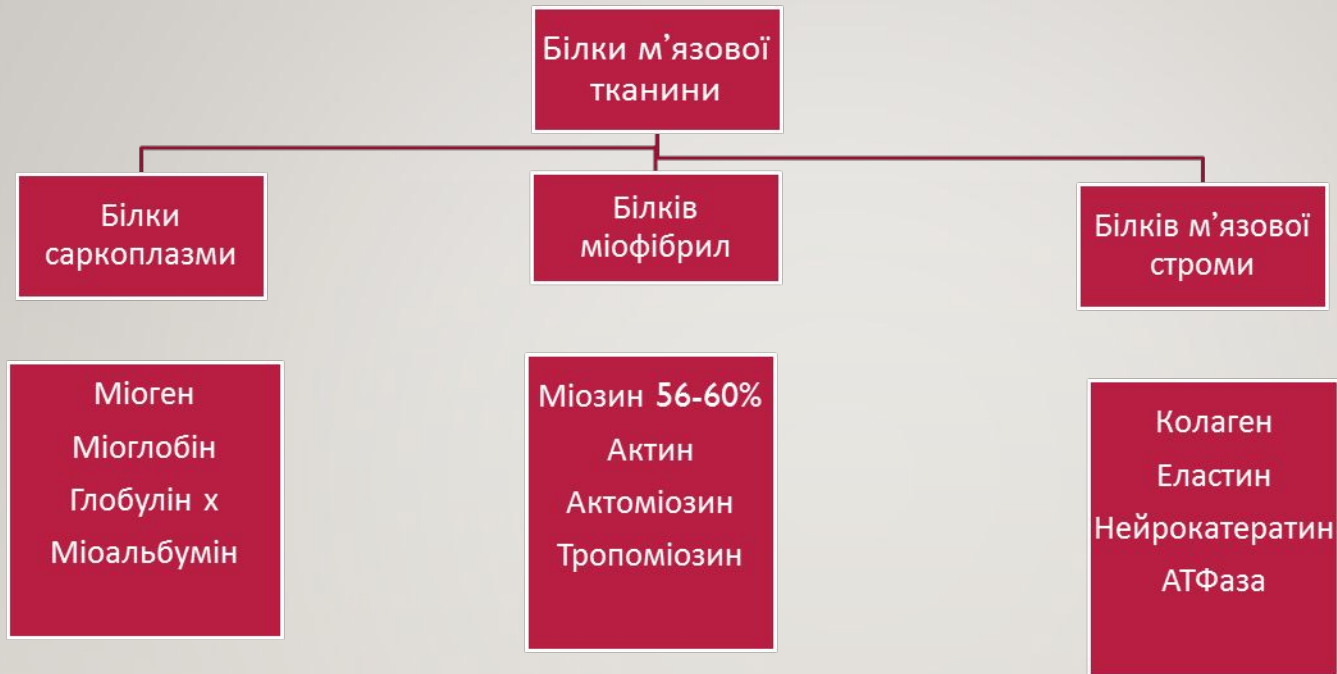 Білки м’язової
тканини
Білки
саркоплазми
Білків
міофібрил
Білків м’язової
строми
Міоген
Міоглобін
Глобулін х
Міоальбумін
Міозин 56-60%
Актин
Актоміозин
Тропоміозин
Колаген
Еластин
Нейрокатератин
АТФаза